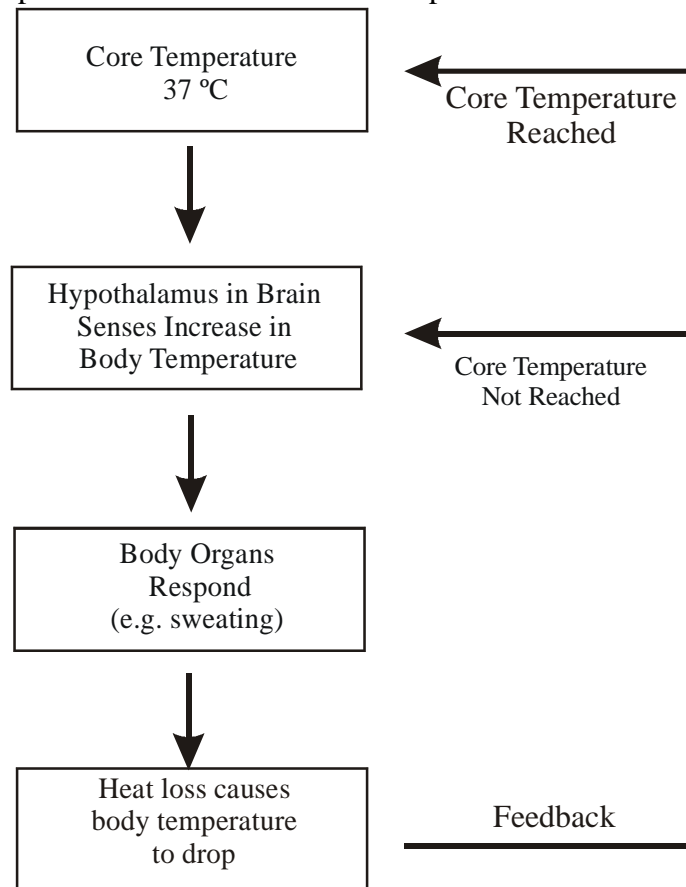 Core Temperature
37 ºC
Core Temperature
Reached
Hypothalamus in Brain
Senses Increase in
Body Temperature
Core Temperature
Not Reached
Body Organs
Respond
(e.g. sweating)
Heat loss causes
body temperature
to drop
Feedback